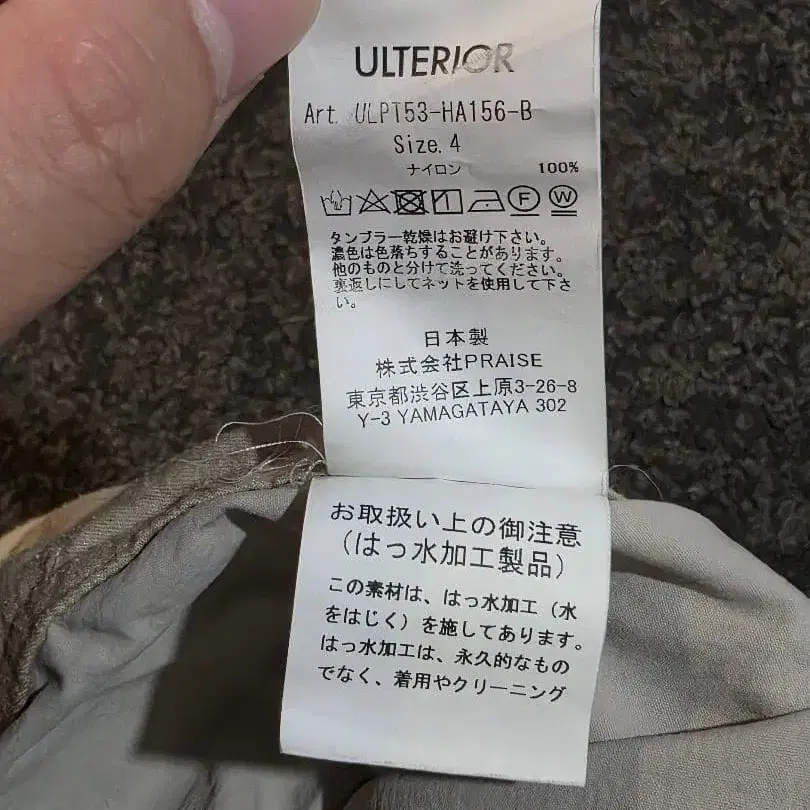 ULTERIOR
Art. ULPT53-HA156-B
Size. 4
ナイロン 100%
F W
タンブラー乾燥はお避け下さい。
濃色は色落ちすることがあります。
他のものと分けて洗ってください。
裏返しにしてネットを使用して下さ
い。
日本製
株式会社PRAISE
東京都渋谷区上原3-26-8
Y-3 YAMAGATAYA 302
お取扱い上の御注意
(はっ水加工製品)
この素材は、はっ水加工(水
をはじく)を施してあります。
はっ水加工は、永久的なもの
でなく、着用やクリーニング